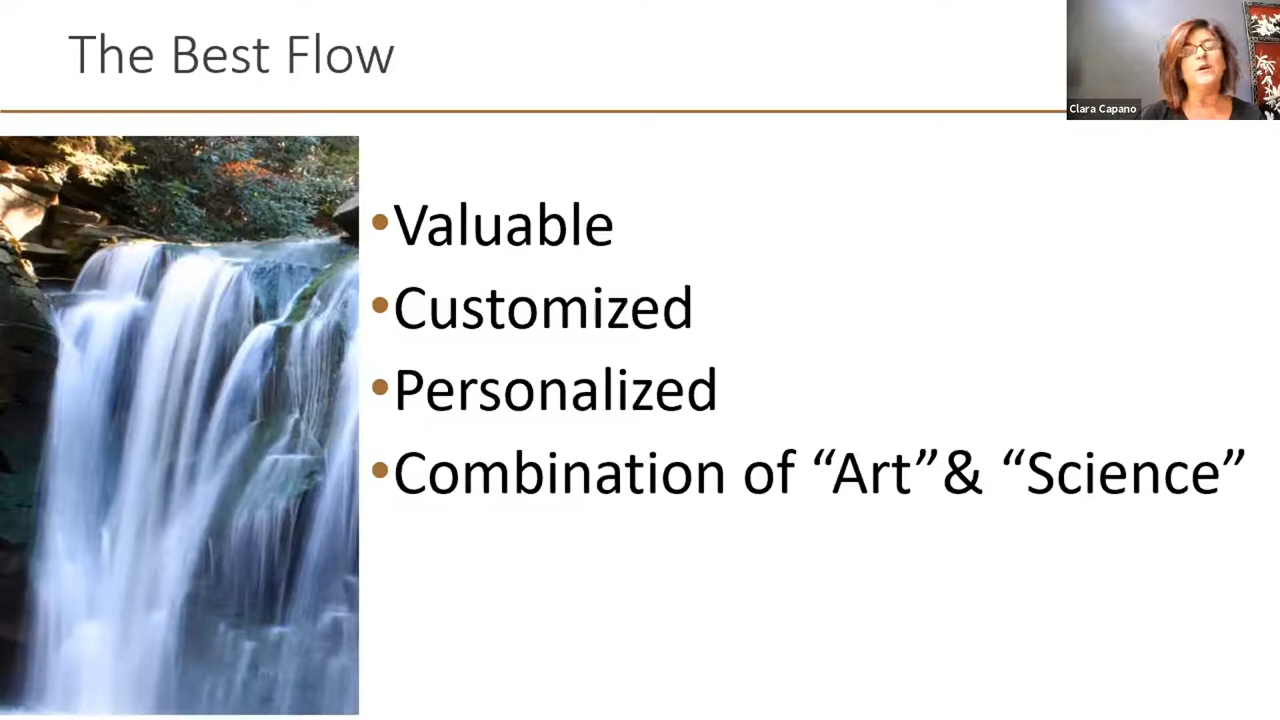 The Best Flow
Clara Capano
•Valuable
•Customized
•Personalized
•Combination of “Art”& “Science”